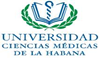 UNIVERSIDAD
CIENCIAS MÉDICAS
DE LA HABANA